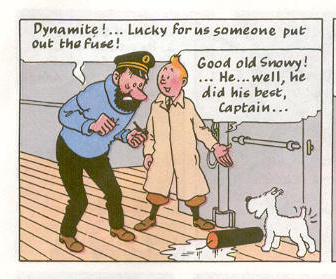 Dynamite!... Lucky for us someone put
out the fuse!
Good old Snowy!
... He... well, he
did his best,
Captain...